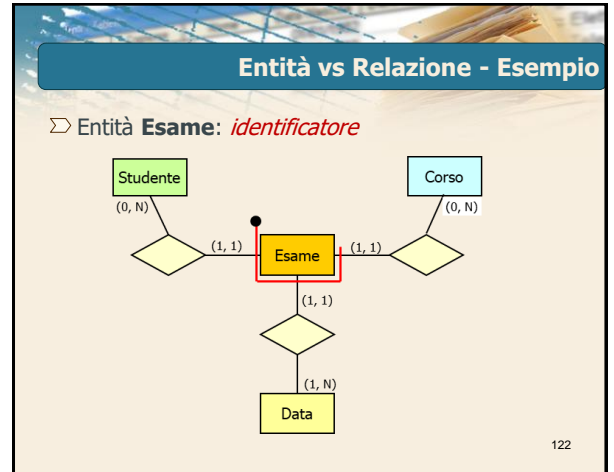 Entità vs Relazione - Esempio
Entità Esame: identificatore
Studente
Corso
(0, N)
(0, N)
(1, 1)
Esame
(1, 1)
(1, 1)
(1, N)
Data
122